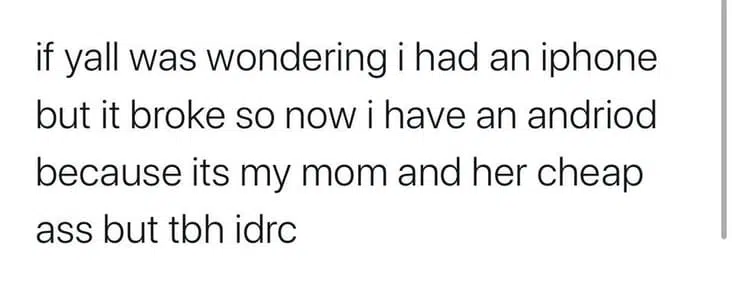 if yall was wondering i had an iphone
but it broke so now i have an andriod
because its my mom and her cheap
ass but tbh idrc